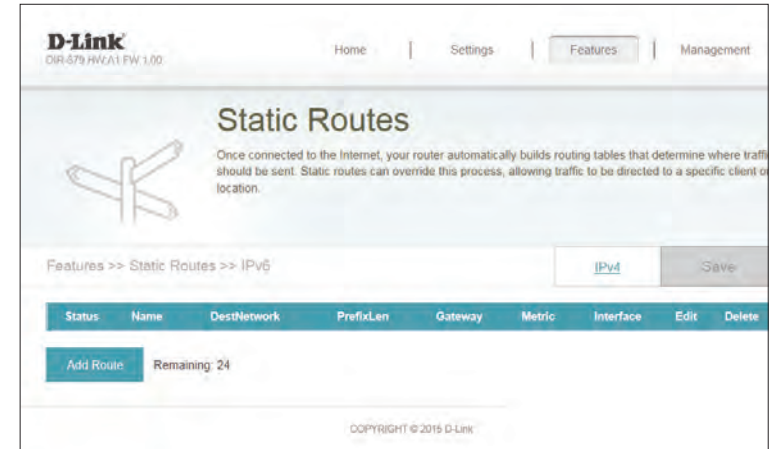 D-Link
DIR-879 HW:A1 FW:1.00
Home | Settings | Features | Management
Static Routes
Once connected to the Internet, your router automatically builds routing tables that determine where traffi
should be sent. Static routes can override this process, allowing traffic to be directed to a specific client o
location.
Features >> Static Routes >> IPv6
IPv4
Save
Status Name DestNetwork PrefixLen Gateway Metric Interface Edit Delete
Add Route Remaining: 24
COPYRIGHT © 2015 D-Link